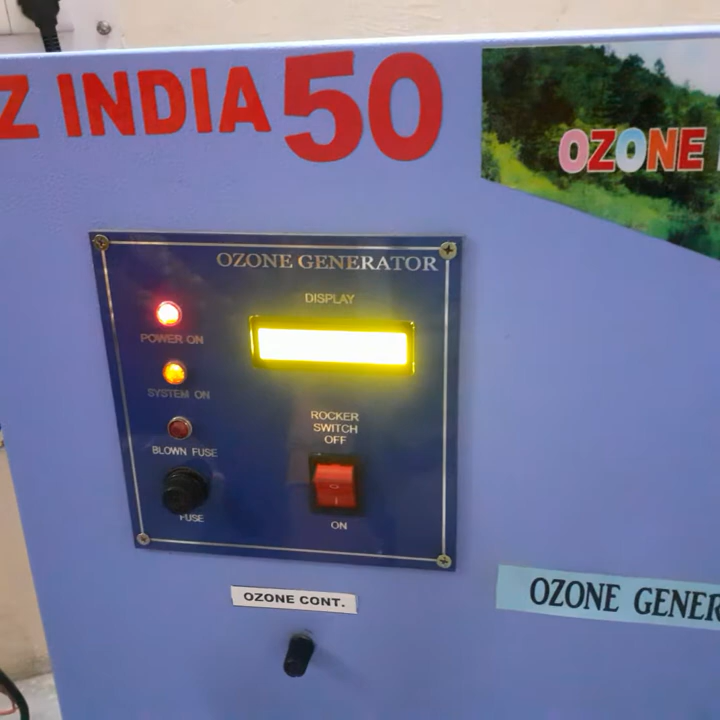 Z INDIA 50
OZONE
OZONE GENERATOR
DISPLAY
POWER ON
SYSTEM ON
ROCKER
SWITCH
OFF
BLOWN FUSE
FUSE
ON
OZONE CONT.
OZONE GENER